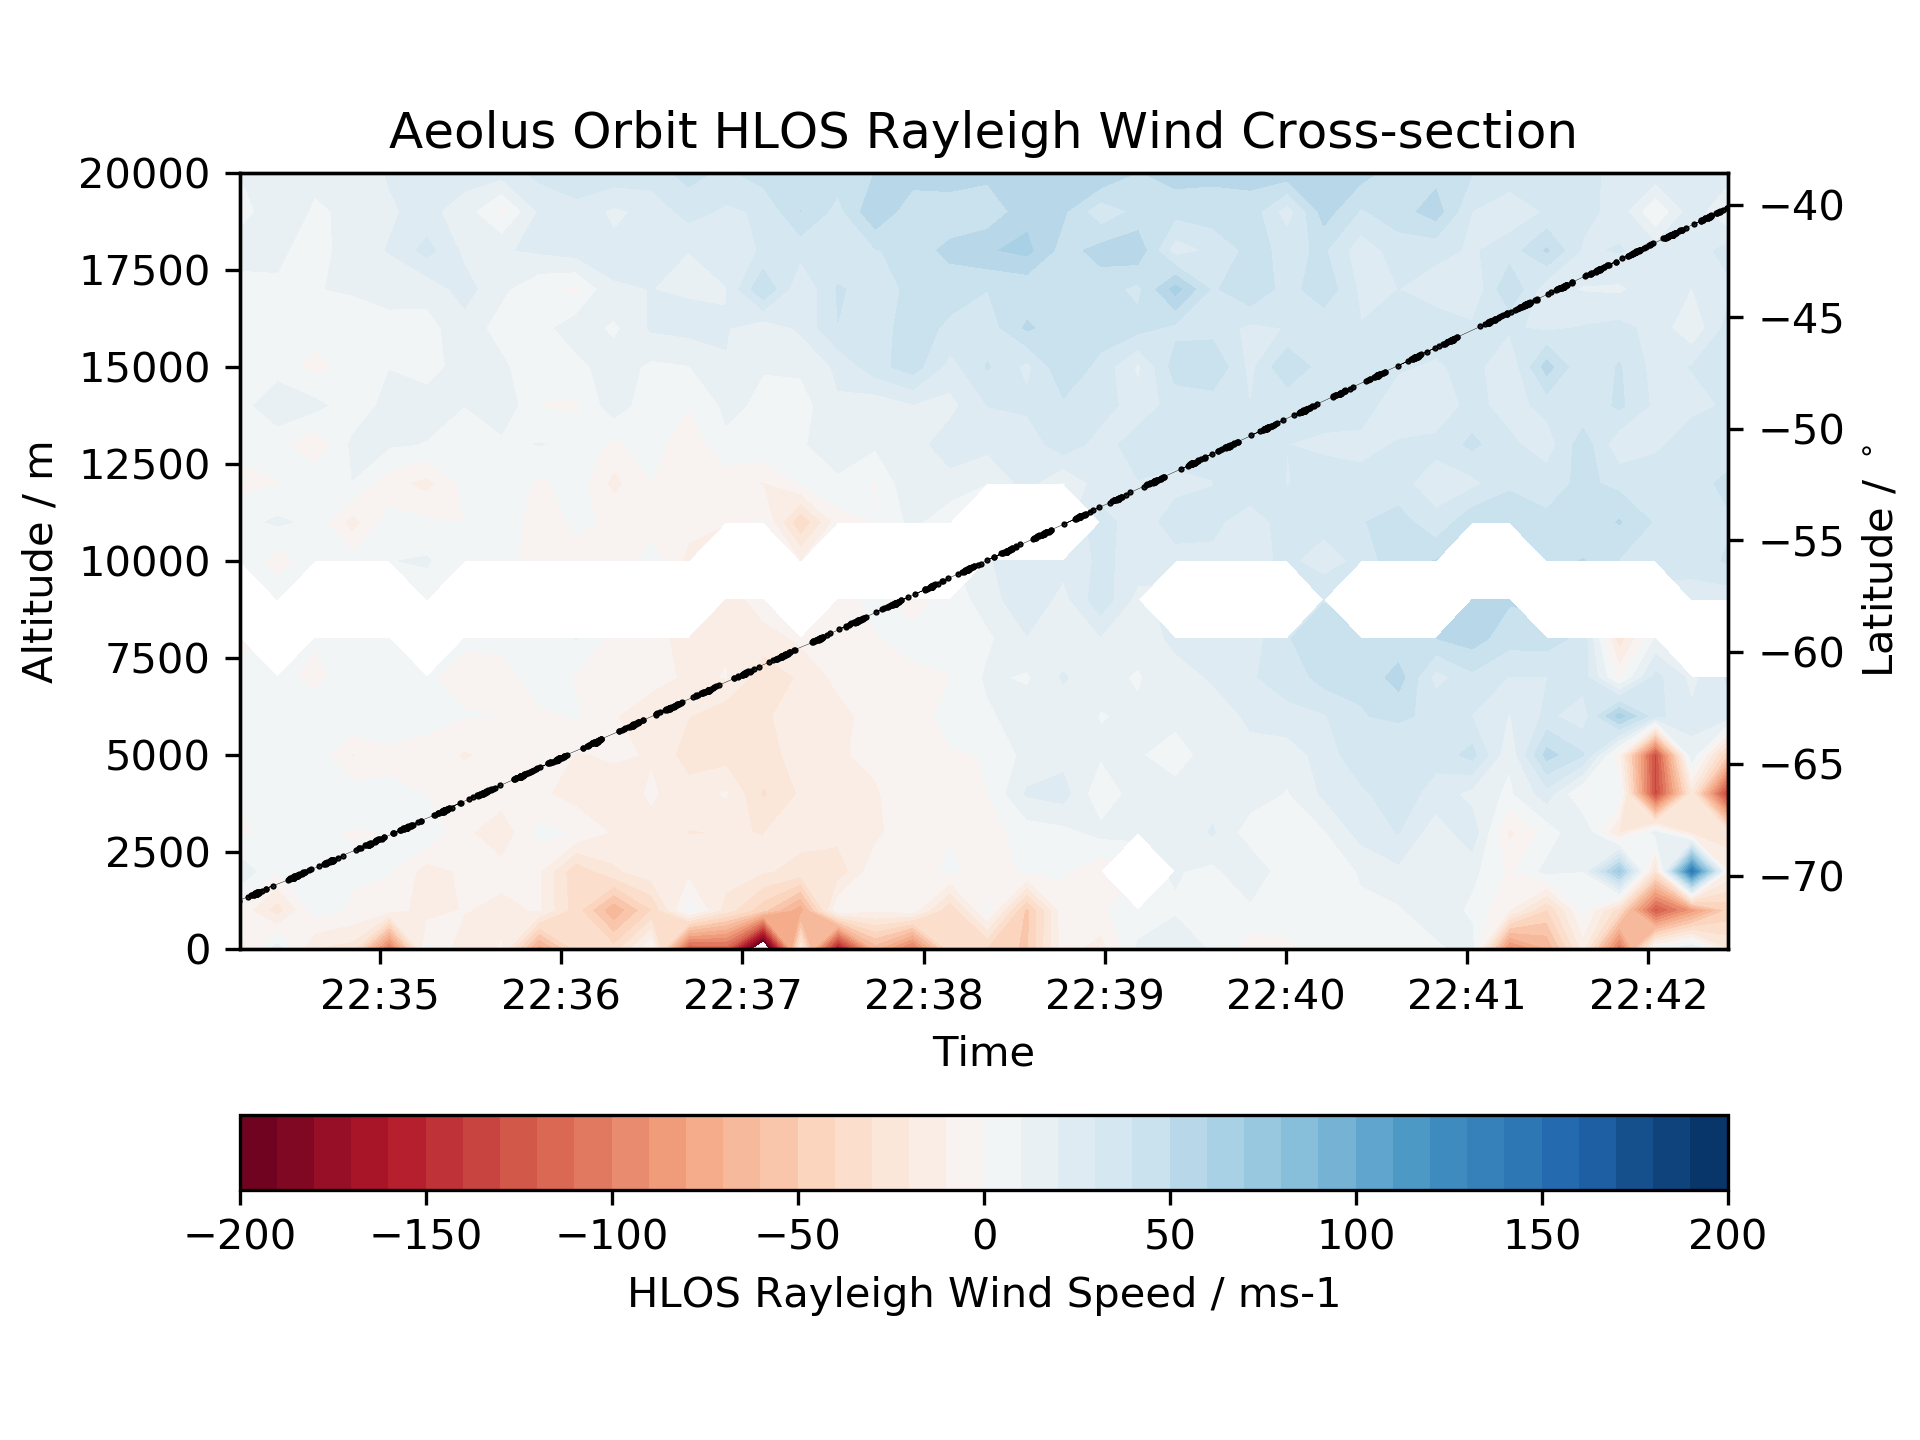 Aeolus Orbit HLOS Rayleigh Wind Cross-section
20000
17500
15000
12500
10000
7500
5000
2500
0
Altitude / m
−40
−45
−50
−55
−60
−65
−70
Latitude / °
22:35 22:36 22:37 22:38 22:39 22:40 22:41 22:42
Time
−200 −150 −100 −50 0 50 100 150 200
HLOS Rayleigh Wind Speed / ms-1